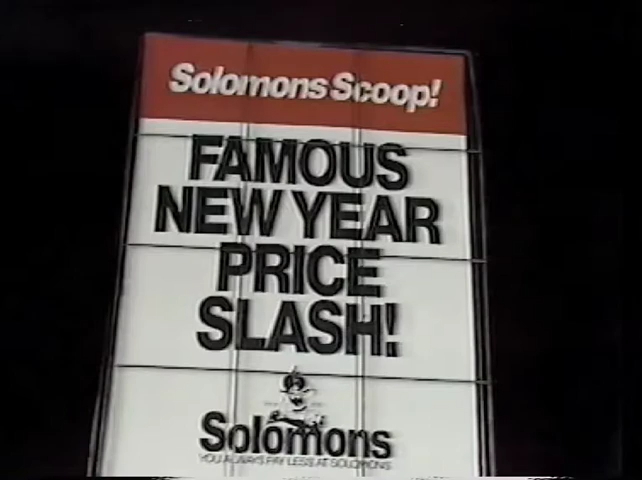 Solomons Scoop!
FAMOUS
NEW YEAR
PRICE
SLASH!
Solomons
YOU ALWAYS PAY LESS AT SOLOMONS